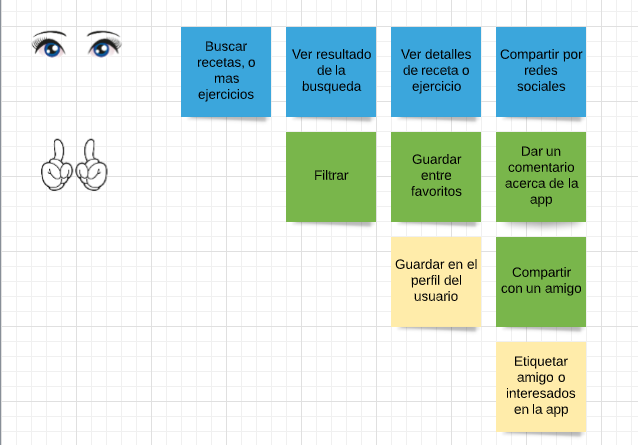 Buscar
recetas, o
mas
ejercicios
Ver resultado
de la
busqueda
Ver detalles
de receta o
ejercicio
Compartir por
redes
sociales
Filtrar
Guardar
entre
favoritos
Dar un
comentario
acerca de la
app
Guardar en el
perfil del
usuario
Compartir
con un amigo
Etiquetar
amigo o
interesados
en la app